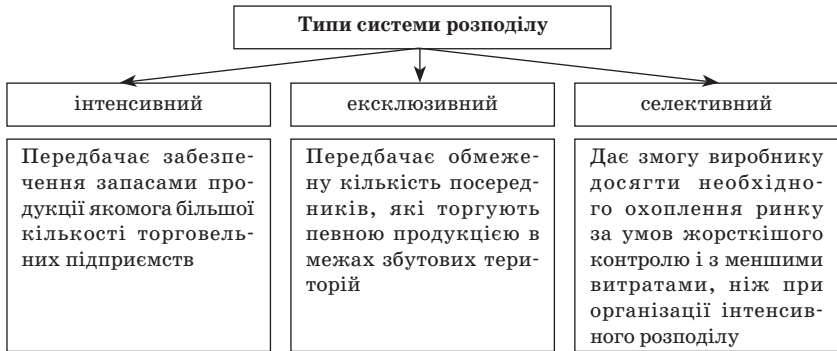 Типи системи розподілу
інтенсивний
ексклюзивний
селективний
Передбачає забезпе-
чення запасами про-
дукції якомога більшої
кількості торговель-
них підприємств
Передбачає обмеже-
ну кількість посеред-
ників, які торгують
певною продукцією в
межах збутових тери-
торій
Дає змогу виробнику
досягти необхідно-
го охоплення ринку
за умов жорсткішого
контролю і з меншими
витратами, ніж при
організації інтенсив-
ного розподілу